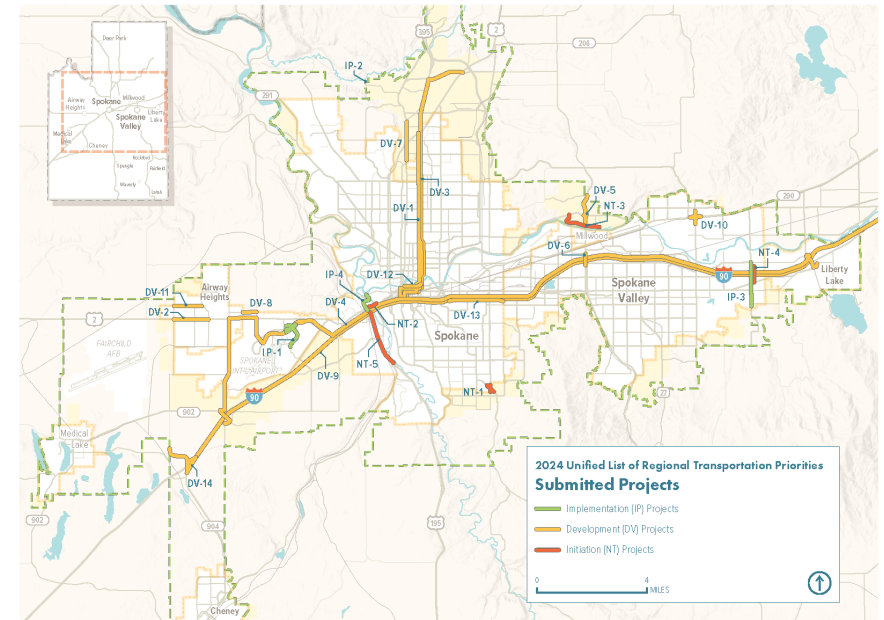 Deer Park
Airway
Heights
Spokane
Millwood
Spokane
Valley
Liberty
Lake
Medical
Lake
Cheney
Rockford
Spangle
Fairfield
Waverly
Latah
395
2
206
IP-2
291
DV-7
DV-3
DV-1
DV-5
NT-3
290
Millwood
DV-10
DV-6
NT-4
IP-4
DV-12
90
Liberty
Lake
Airway
Heights
Spokane
Valley
DV-11
DV-8
DV-4
IP-3
DV-2
2
DV-13
NT-2
Spokane
FAIRCHILD
AFB
IP-1
SPOKANE
INT'L AIRPORT
NT-5
DV-9
NT-1
27
90
902
Medical
Lake
DV-14
902
904
195
Cheney
2024 Unified List of Regional Transportation Priorities
Submitted Projects
Implementation (IP) Projects
Development (DV) Projects
Initiation (NT) Projects
0 4
MILES